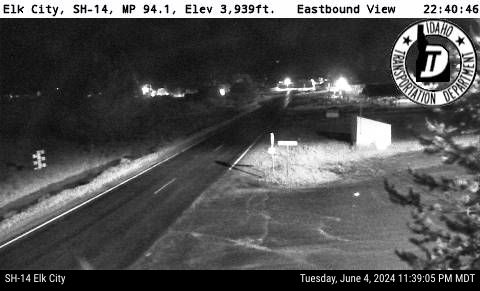 Elk City, SH-14, MP 94.1, Elev 3,939ft. Eastbound View 22:40:46
IDAHO
TRANSPORTATION DEPARTMENT
SH-14 Elk City Tuesday, June 4, 2024 11:39:05 PM MDT